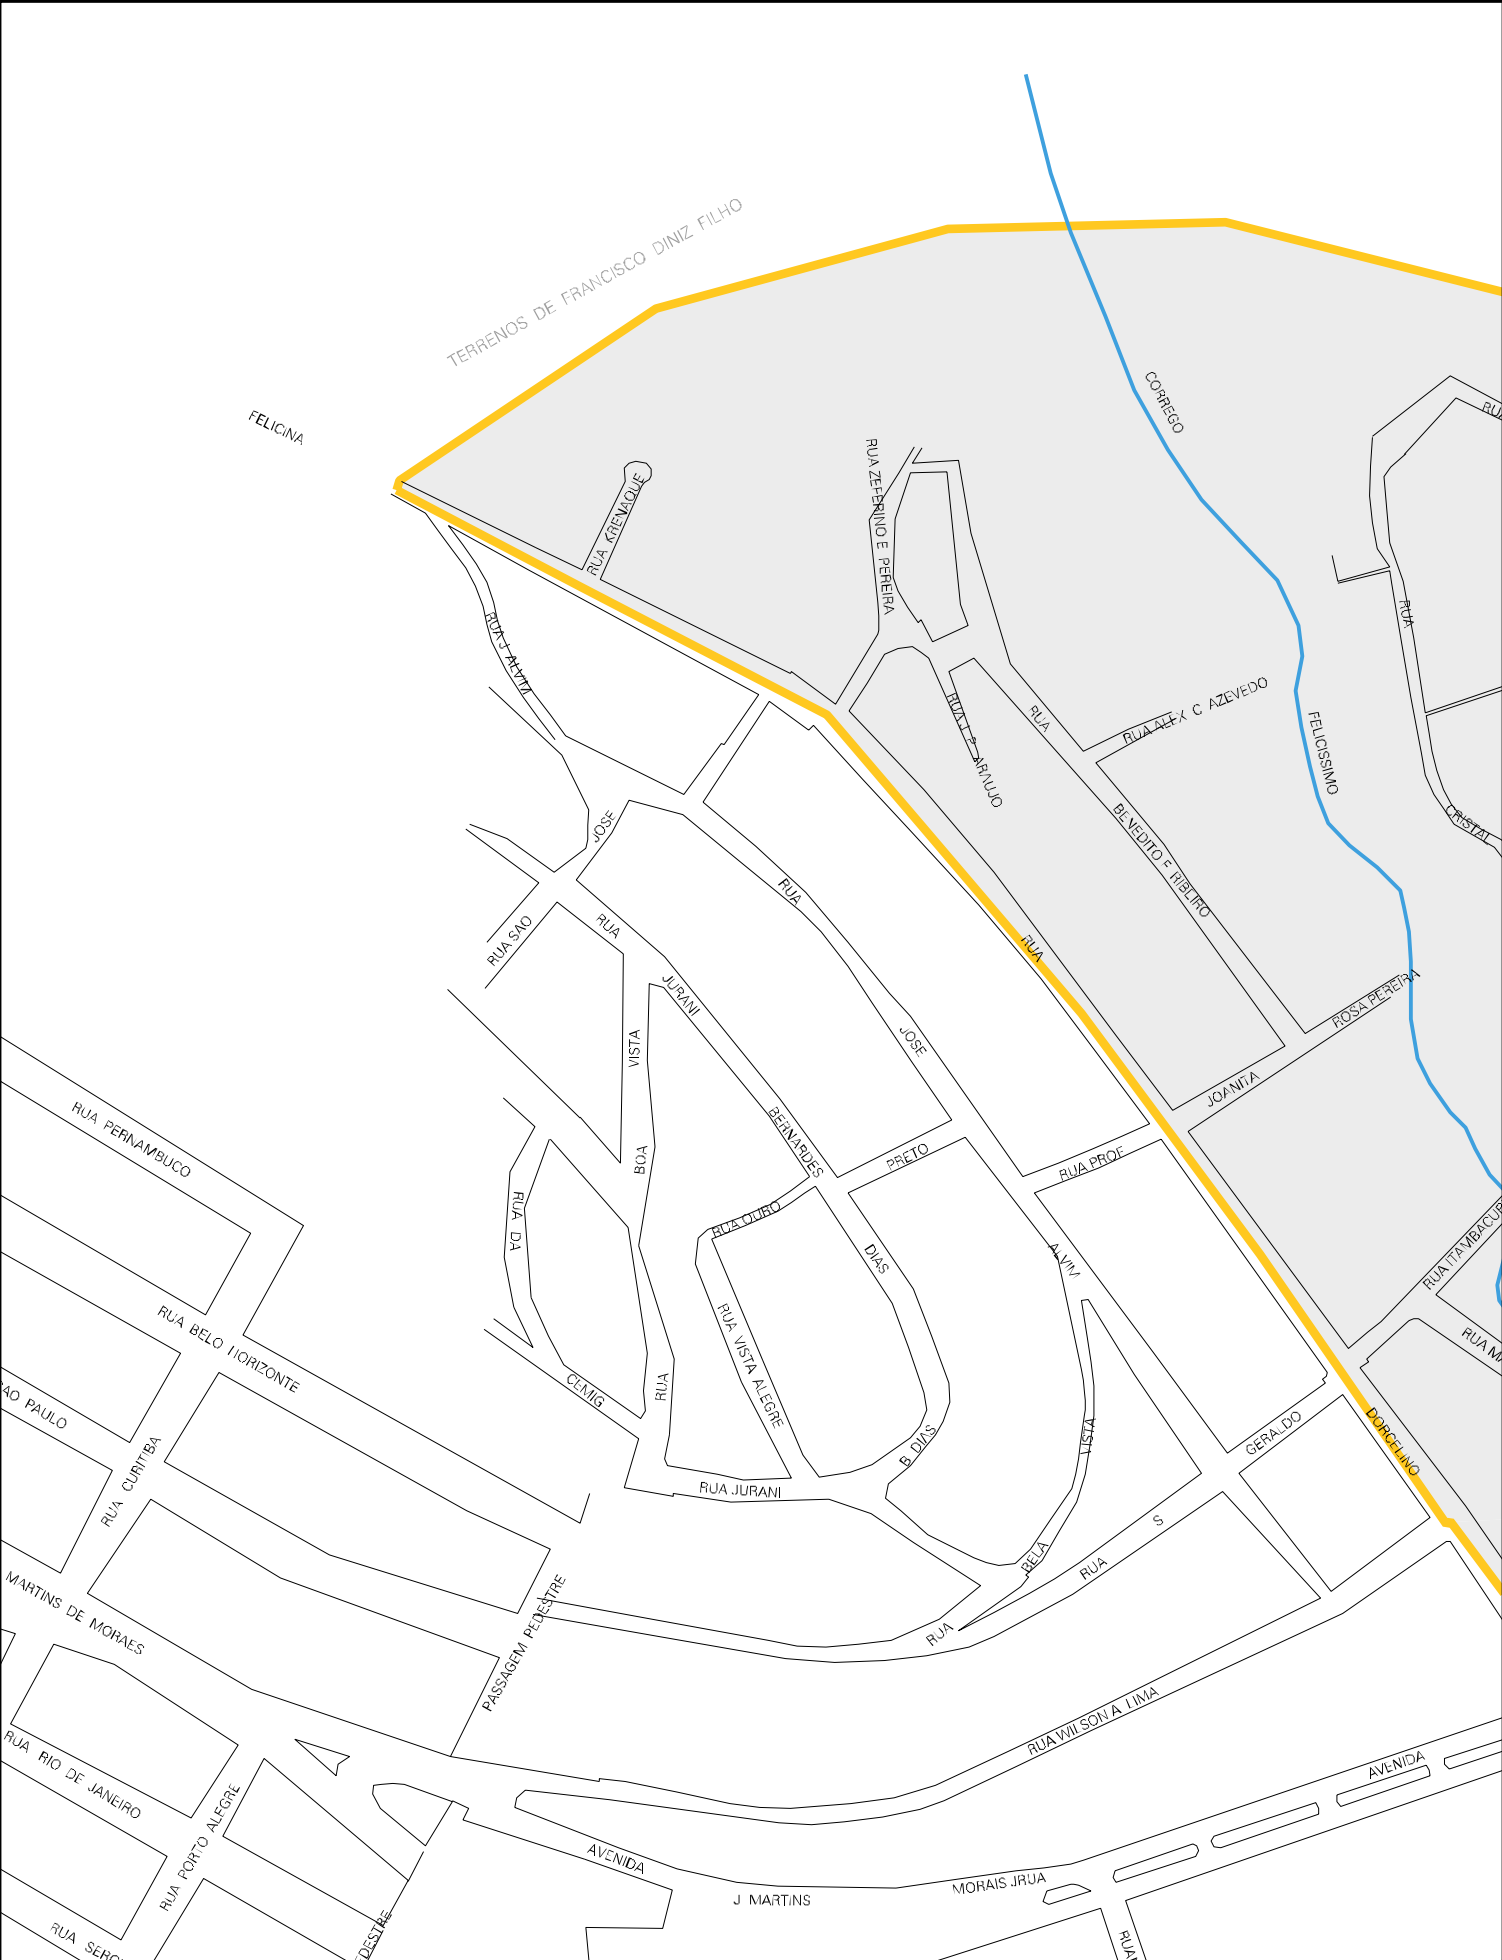 TERRENOS DE FRANCISCO DINIZ FILHO
FELICINA
CORREGO
RUA KRENAQUE
RUA ZEFERINO E PEREIRA
RUA J ALVIM
RUA
RUA ALEX C AZEVEDO
RUA J P ARAUJO
RUA
FELICISSIMO
BENEDITO F RIBEIRO
CRISTAL
JOSE
RUA
RUA SAO
RUA
RUA
JURANI
ROSA PEREIRA
JOSE
VISTA
JOANITA
RUA PERNAMBUCO
BERNARDES
BOA
PRETO
RUA PROF
RUA DA
RUA OURO
DIAS
ALVIM
RUA ITAMBACURI
RUA BELO HORIZONTE
RUA VISTA ALEGRE
RUA MA
CEMIG
RUA
SAO PAULO
RUA CURITIBA
B DIAS
VISTA
GERALDO
DORCELINO
RUA JURANI
S
BELA
RUA
RUA
MARTINS DE MORAES
PASSAGEM PEDESTRE
RUA WILSON A LIMA
RUA RIO DE JANEIRO
RUA PORTO ALEGRE
AVENIDA
AVENIDA
J MARTINS
MORAIS JRUA
RUA